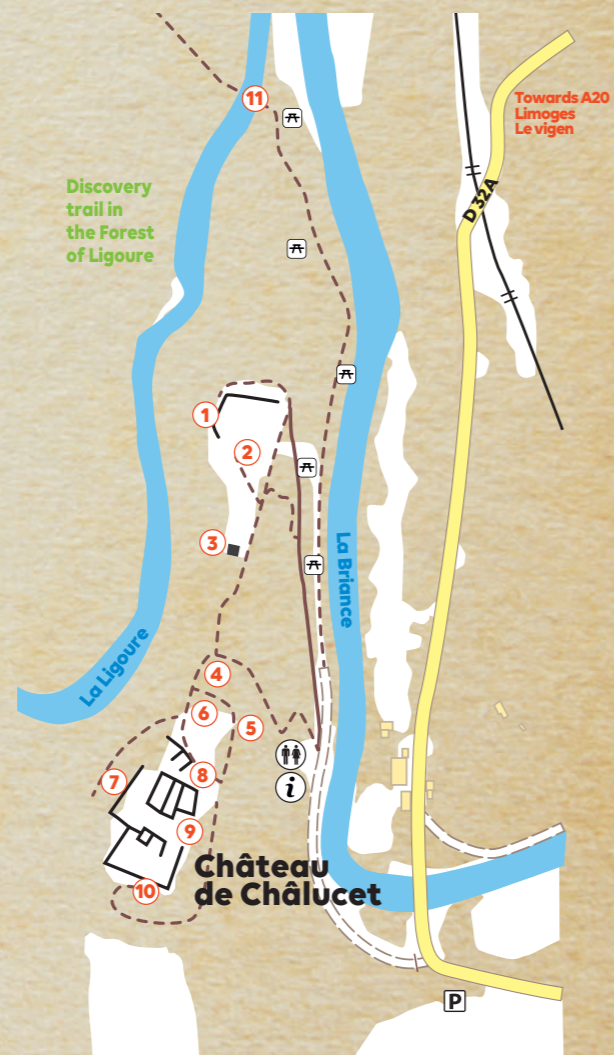 11
Towards A20
Limoges
Le vigen
Discovery
trail in
the Forest
of Ligoure
D 32A
1
2
3
La Briance
La Ligoure
4
6
5
i
7
8
9
Château
de Châlucet
10
P